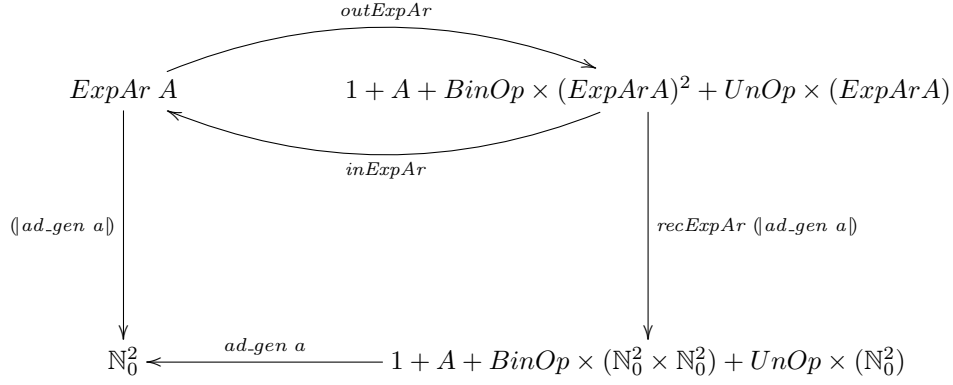 outExpAr
ExpAr A
1 + A + BinOp × (ExpArA)² + UnOp × (ExpArA)
inExpAr
⦇ad_gen a⦈
recExpAr ⦇ad_gen a⦈
ℕ₀²
ad_gen a
1 + A + BinOp × (ℕ₀² × ℕ₀²) + UnOp × (ℕ₀²)